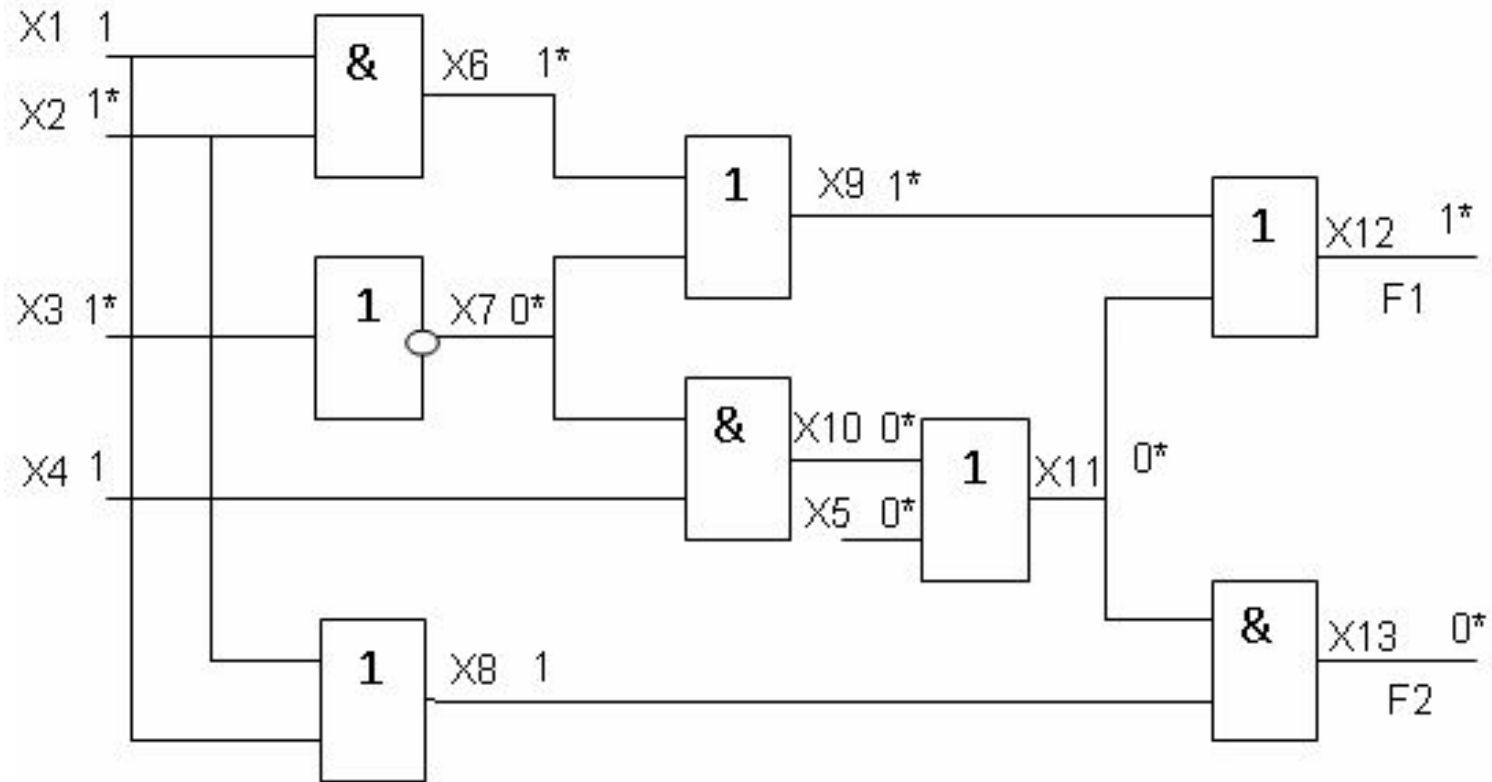 X1 1
&
X6 1*
X2 1*
1
X9 1*
1
X12 1*
F1
X3 1*
1
X7 0*
&
X10 0*
1
X11 0*
X4 1
X5 0*
1
X8 1
&
X13 0*
F2